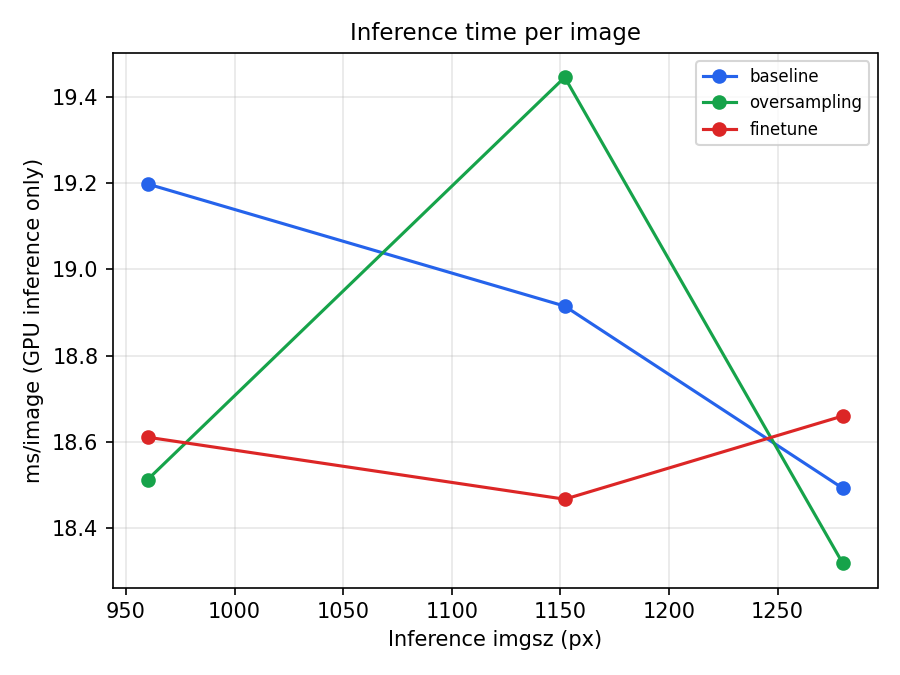 Inference time per image
baseline
oversampling
finetune
19.4
19.2
19.0
18.8
18.6
18.4
ms/image (GPU inference only)
950 1000 1050 1100 1150 1200 1250
Inference imgsz (px)